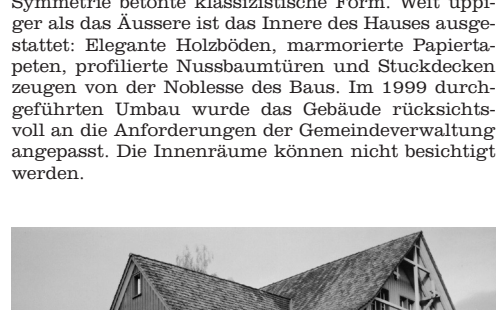 Symmetrie betonte klassizistische Form. Weit üppi-
ger als das Äussere ist das Innere des Hauses ausge-
stattet: Elegante Holzböden, marmorierte Papierta-
peten, profilierte Nussbaumtüren und Stuckdecken
zeugen von der Noblesse des Baus. Im 1999 durch-
geführten Umbau wurde das Gebäude rücksichts-
voll an die Anforderungen der Gemeindeverwaltung
angepasst. Die Innenräume können nicht besichtigt
werden.